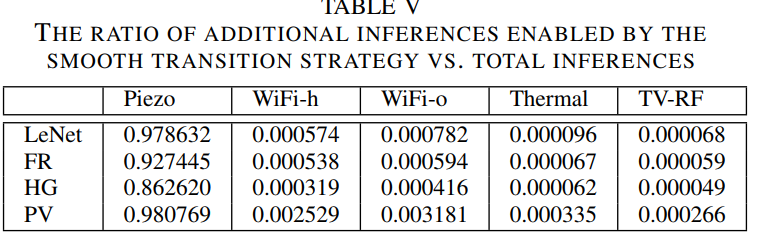 TABLE V
THE RATIO OF ADDITIONAL INFERENCES ENABLED BY THE
SMOOTH TRANSITION STRATEGY VS. TOTAL INFERENCES
Piezo WiFi-h WiFi-o Thermal TV-RF
LeNet 0.978632 0.000574 0.000782 0.000096 0.000068
FR 0.927445 0.000538 0.000594 0.000067 0.000059
HG 0.862620 0.000319 0.000416 0.000062 0.000049
PV 0.980769 0.002529 0.003181 0.000335 0.000266